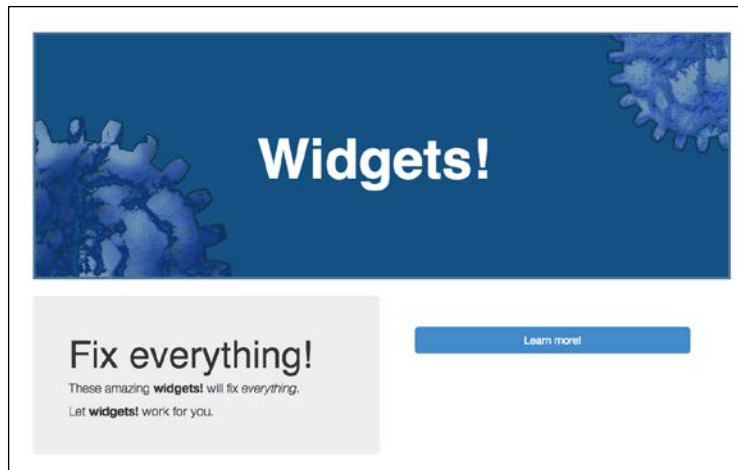 Widgets!
Fix everything!
These amazing widgets! will fix everything.
Let widgets! work for you.
Learn more!